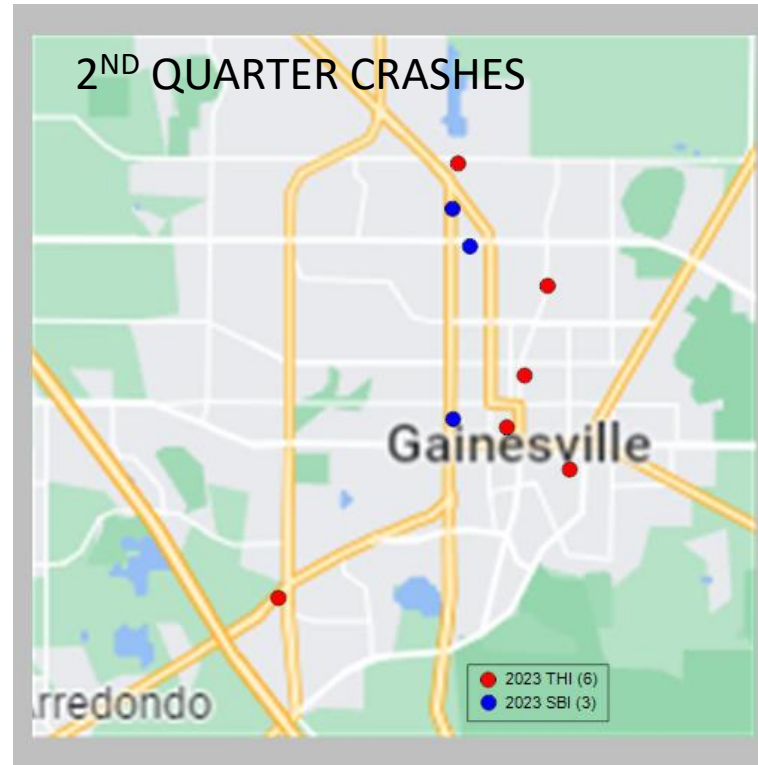 2ND QUARTER CRASHES
Gainesville
rredondo
2023 THI (6)
2023 SBI (3)